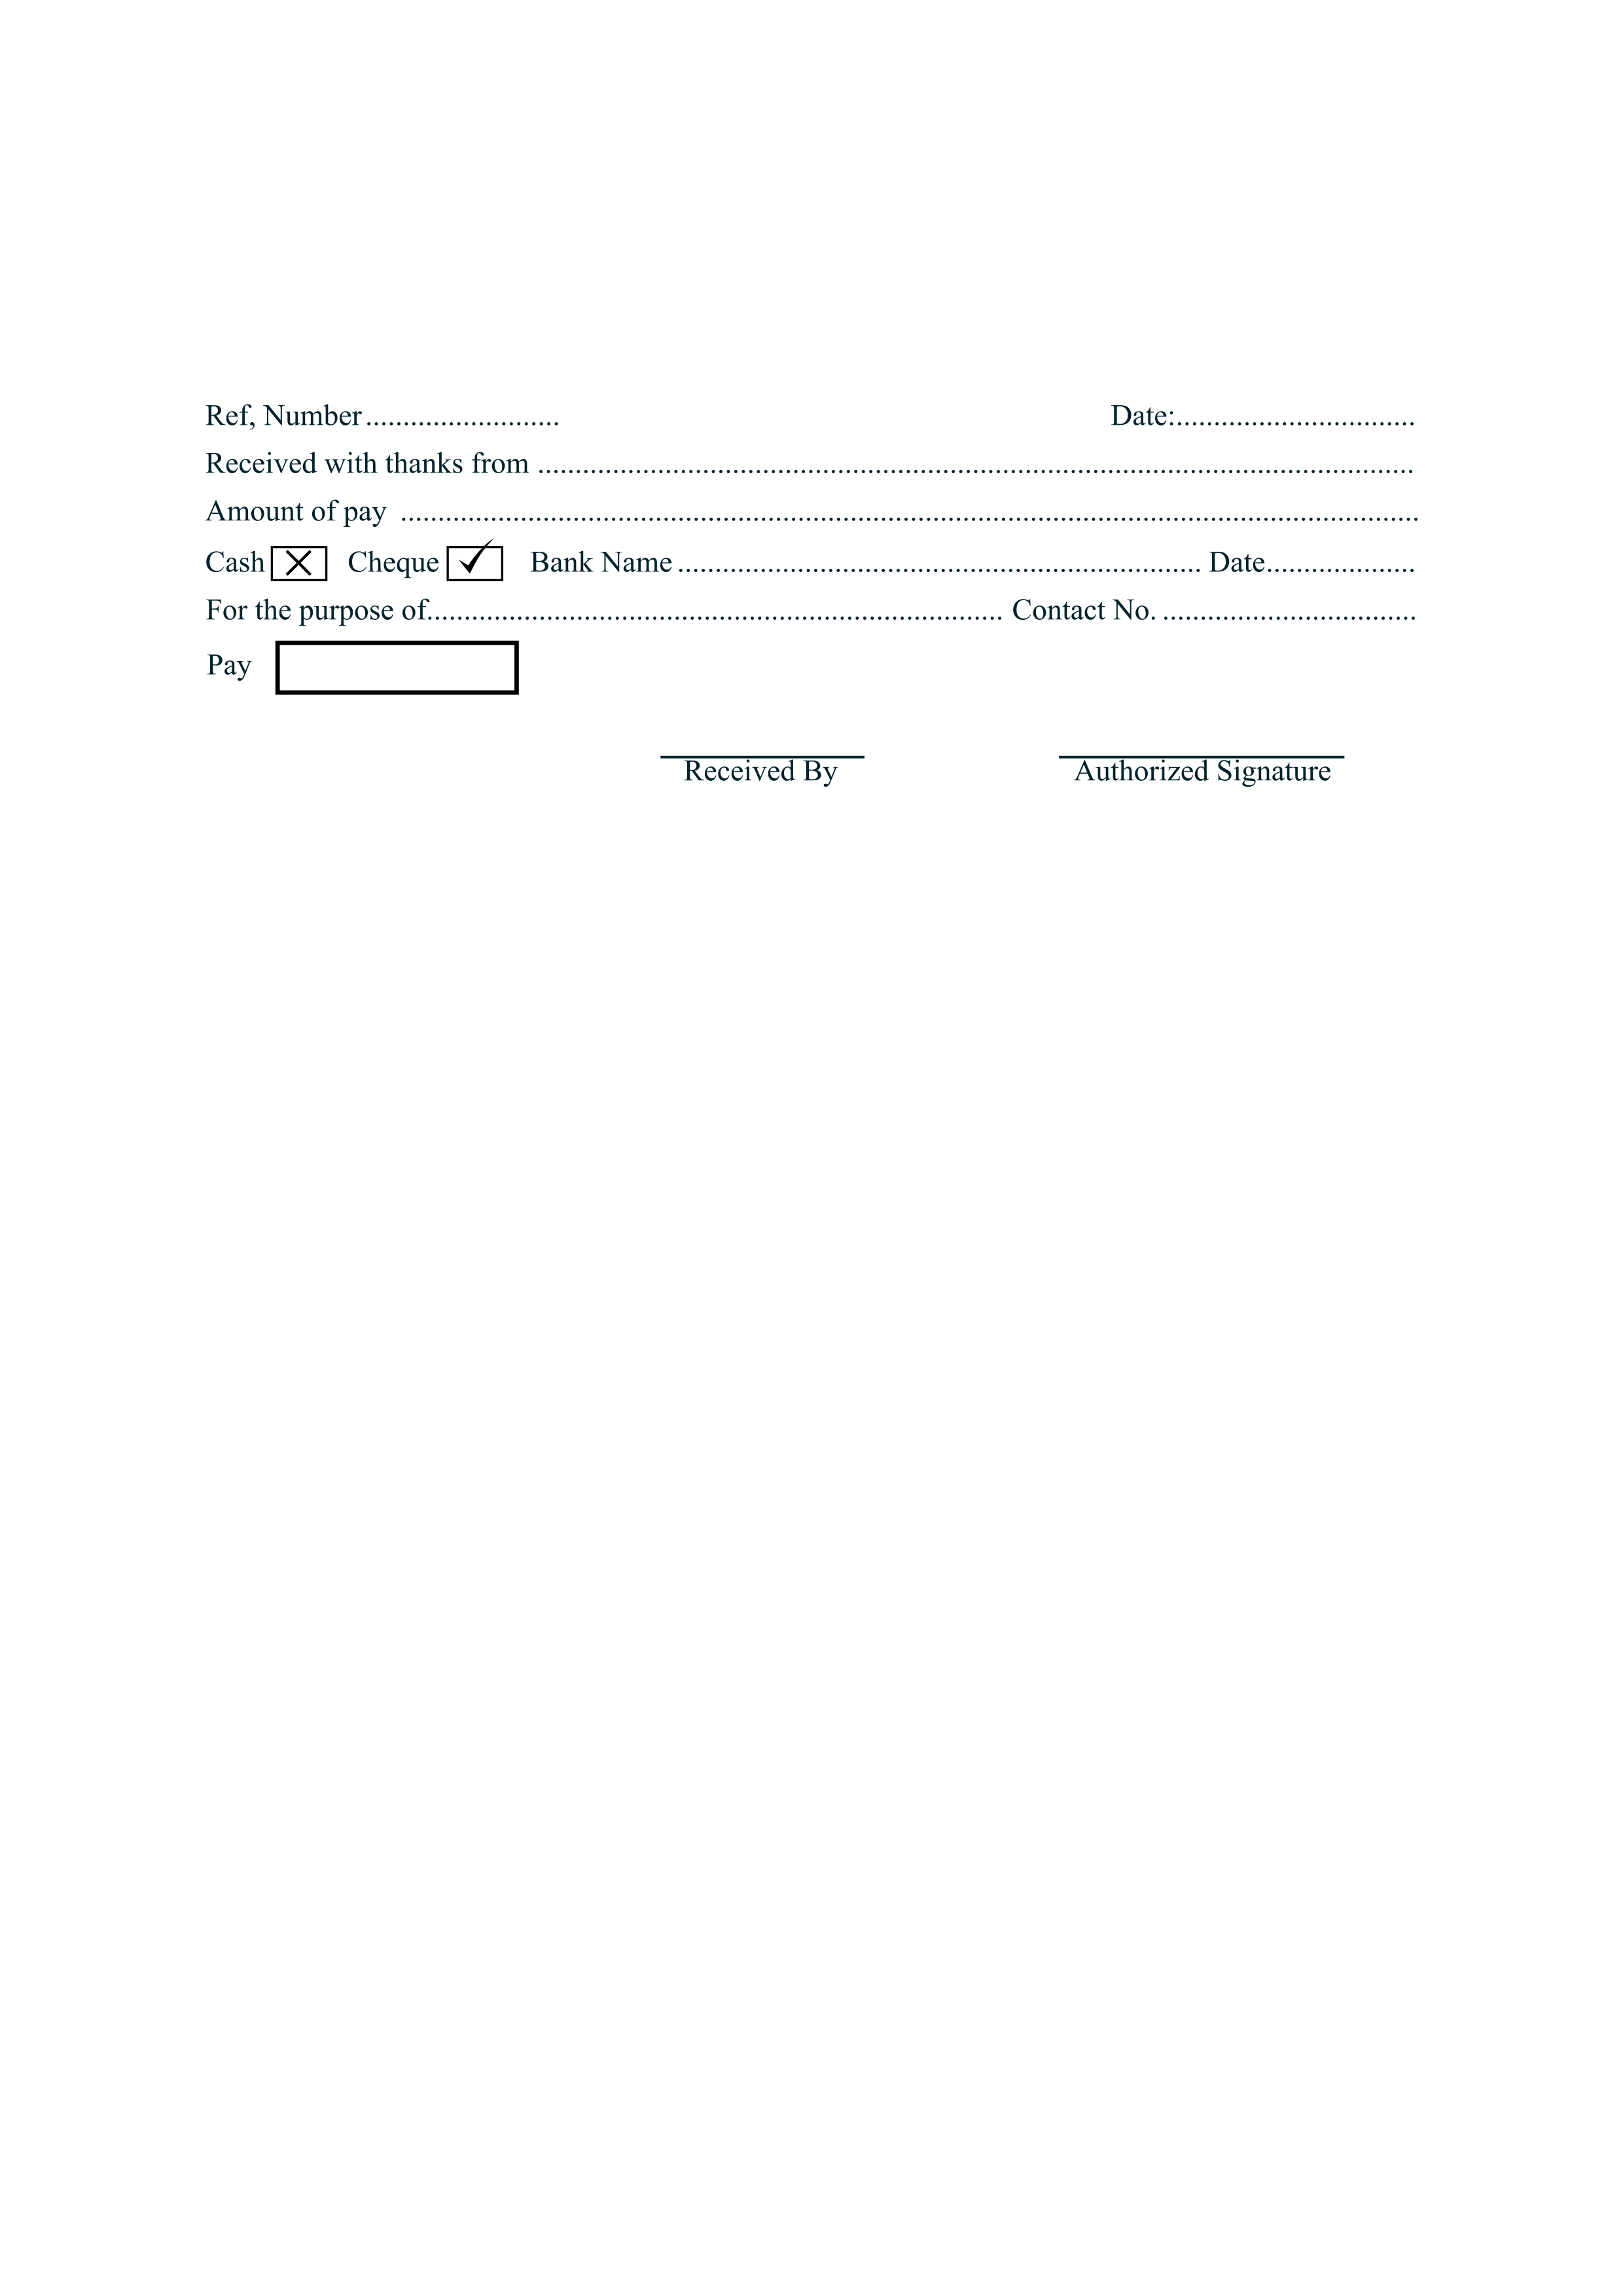 Ref, Number.......................... Date:................................
Received with thanks from .....................................................................................................................
Amount of pay ........................................................................................................................................
Cash ☒ Cheque ☑ Bank Name...................................................................... Date....................
For the purpose of............................................................................. Contact No. ..................................
Pay
Received By Authorized Signature